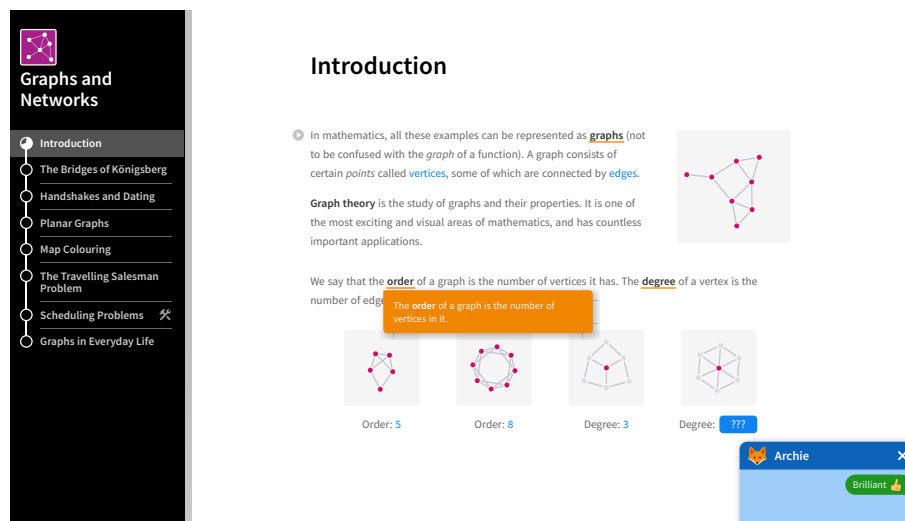 Graphs and
Networks
Introduction
The Bridges of Königsberg
Handshakes and Dating
Planar Graphs
Map Colouring
The Travelling Salesman
Problem
Scheduling Problems
Graphs in Everyday Life
Introduction
In mathematics, all these examples can be represented as graphs (not
to be confused with the graph of a function). A graph consists of
certain points called vertices, some of which are connected by edges.
Graph theory is the study of graphs and their properties. It is one of
the most exciting and visual areas of mathematics, and has countless
important applications.
We say that the order of a graph is the number of vertices it has. The degree of a vertex is the
number of edge
The order of a graph is the number of
vertices in it.
Order: 5
Order: 8
Degree: 3
Degree: ???
Archie
Brilliant 👍